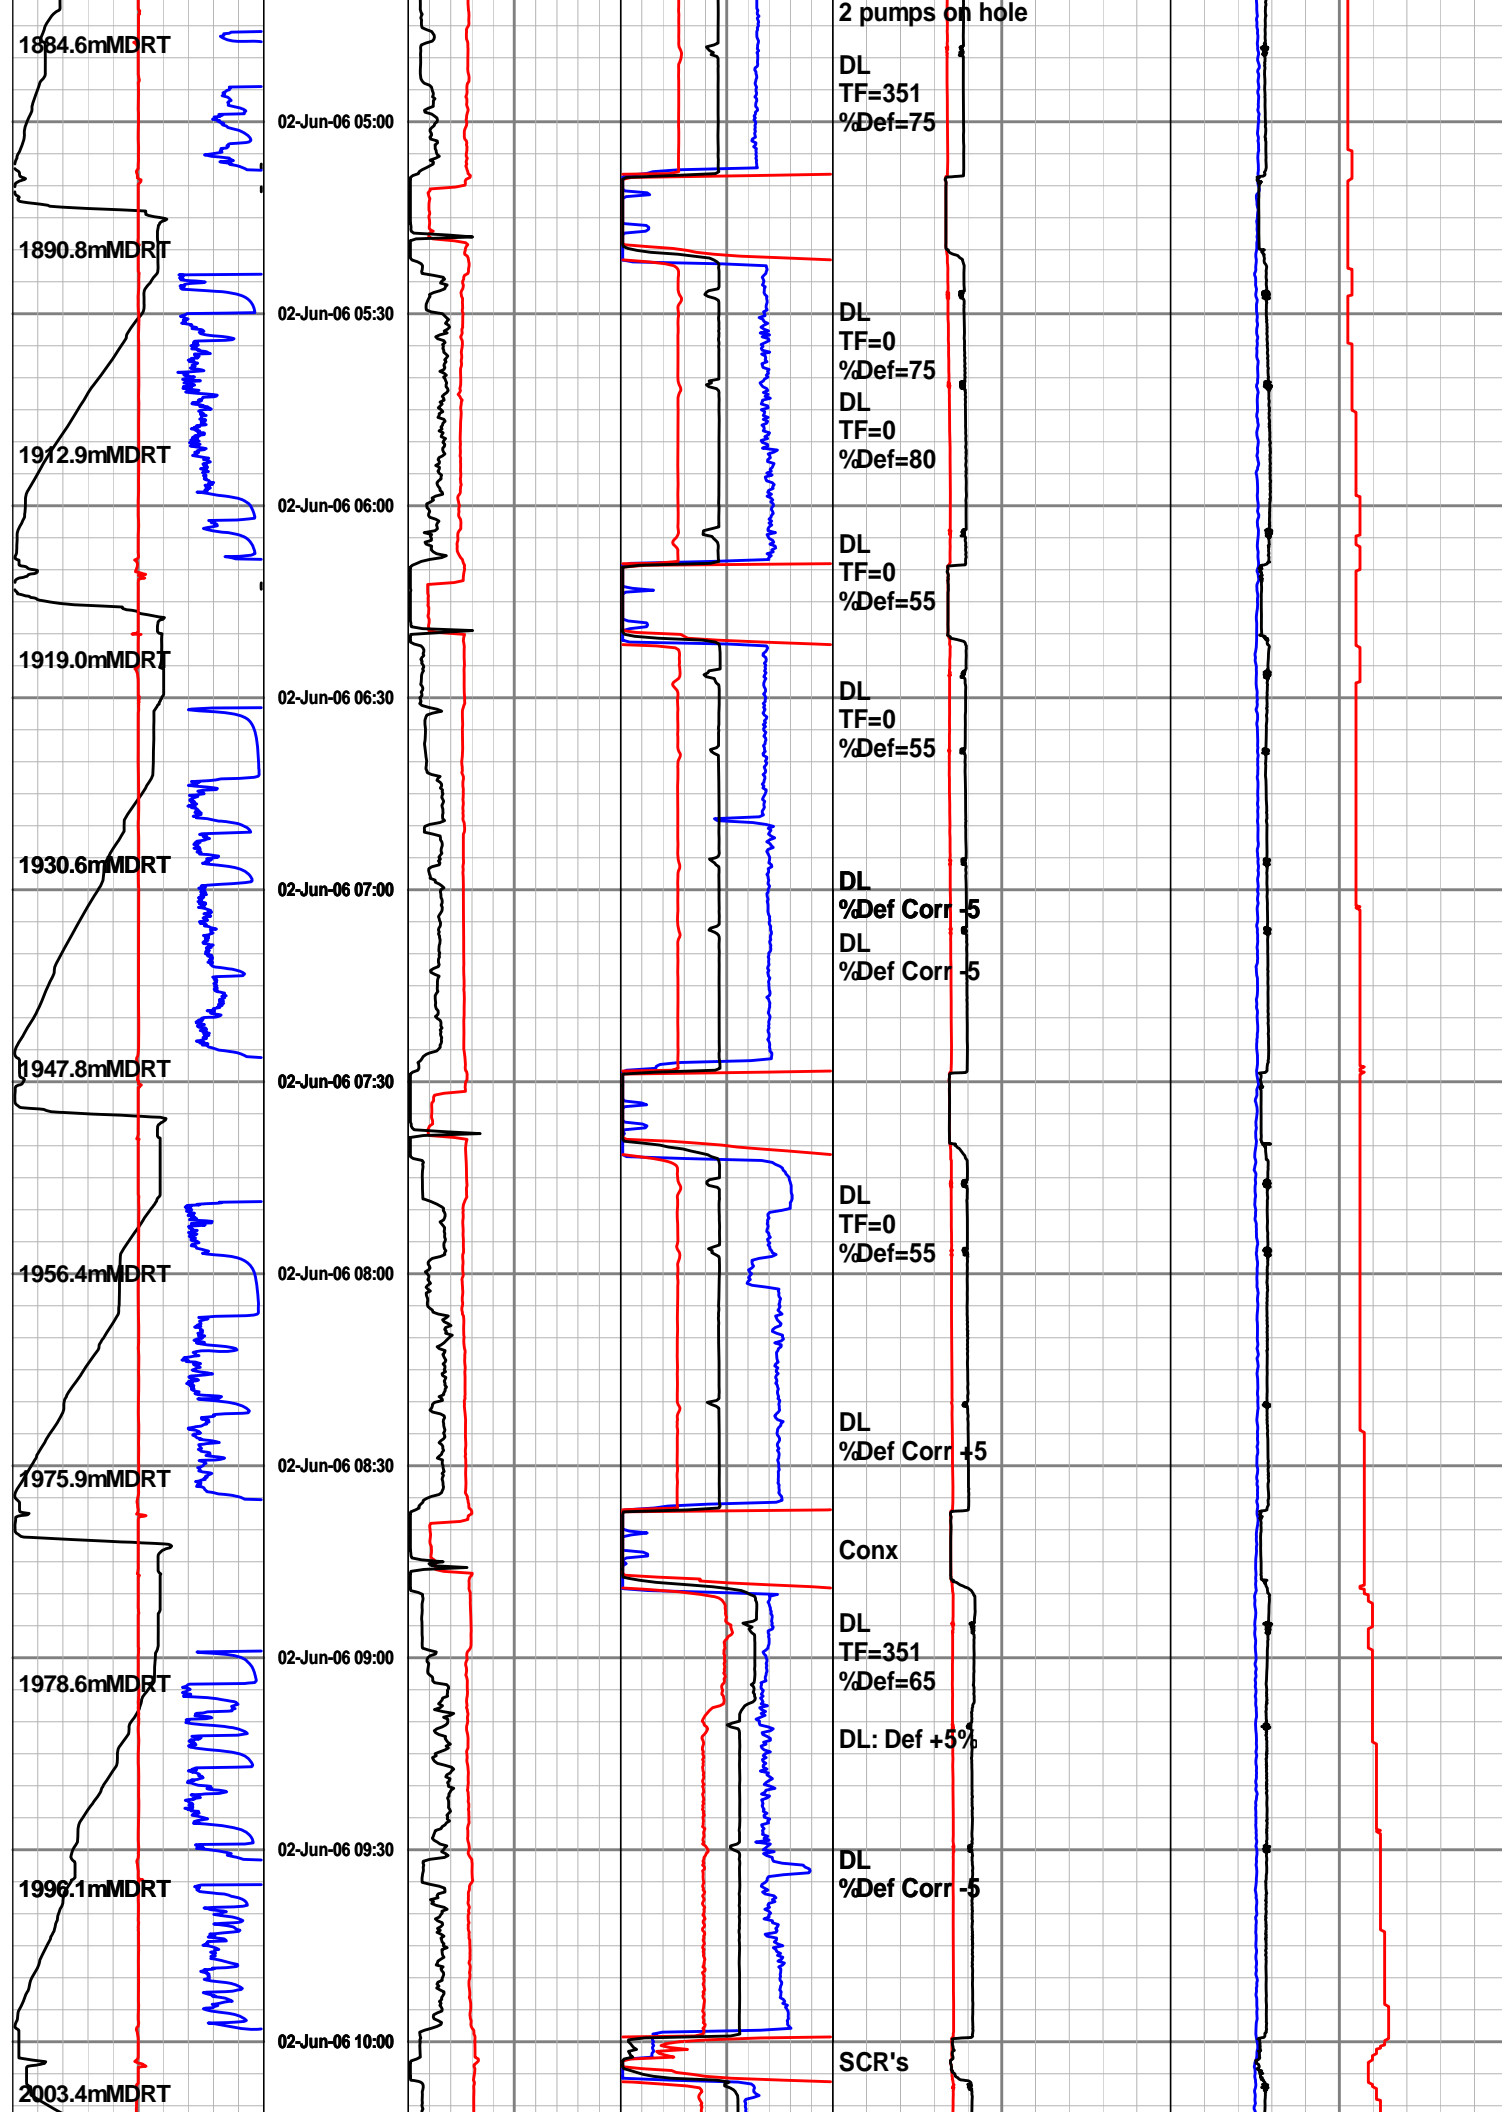 2 pumps on hole
1884.6mMDRT
DL
TF=351
02-Jun-06 05:00
%Def=75
1890.8mMDRT
02-Jun-06 05:30
DL
TF=0
%Def=75
DL
TF=0
1912.9mMDRT
%Def=80
02-Jun-06 06:00
DL
TF=0
%Def=55
1919.0mMDRT
02-Jun-06 06:30
DL
TF=0
%Def=55
1930.6mMDRT
02-Jun-06 07:00
DL
%Def Corr -5
DL
%Def Corr -5
1947.8mMDRT
02-Jun-06 07:30
DL
TF=0
%Def=55
1956.4mMDRT
02-Jun-06 08:00
DL
%Def Corr +5
02-Jun-06 08:30
1975.9mMDRT
Conx
DL
TF=351
02-Jun-06 09:00
%Def=65
1978.6mMDRT
DL: Def +5%
02-Jun-06 09:30
DL
%Def Corr -5
1996.1mMDRT
02-Jun-06 10:00
SCR's
2003.4mMDRT